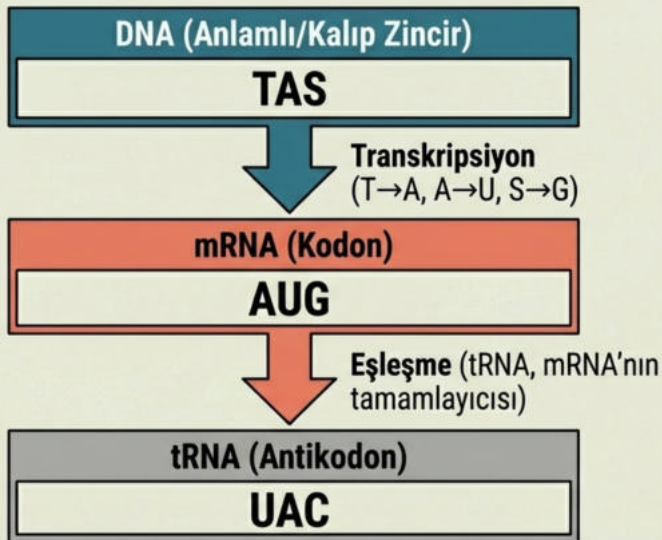 DNA (Anlamlı/Kalıp Zincir)
TAS
Transkripsiyon
(T→A, A→U, S→G)
mRNA (Kodon)
AUG
Eşleşme (tRNA, mRNA'nın
tamamlayıcısı)
tRNA (Antikodon)
UAC